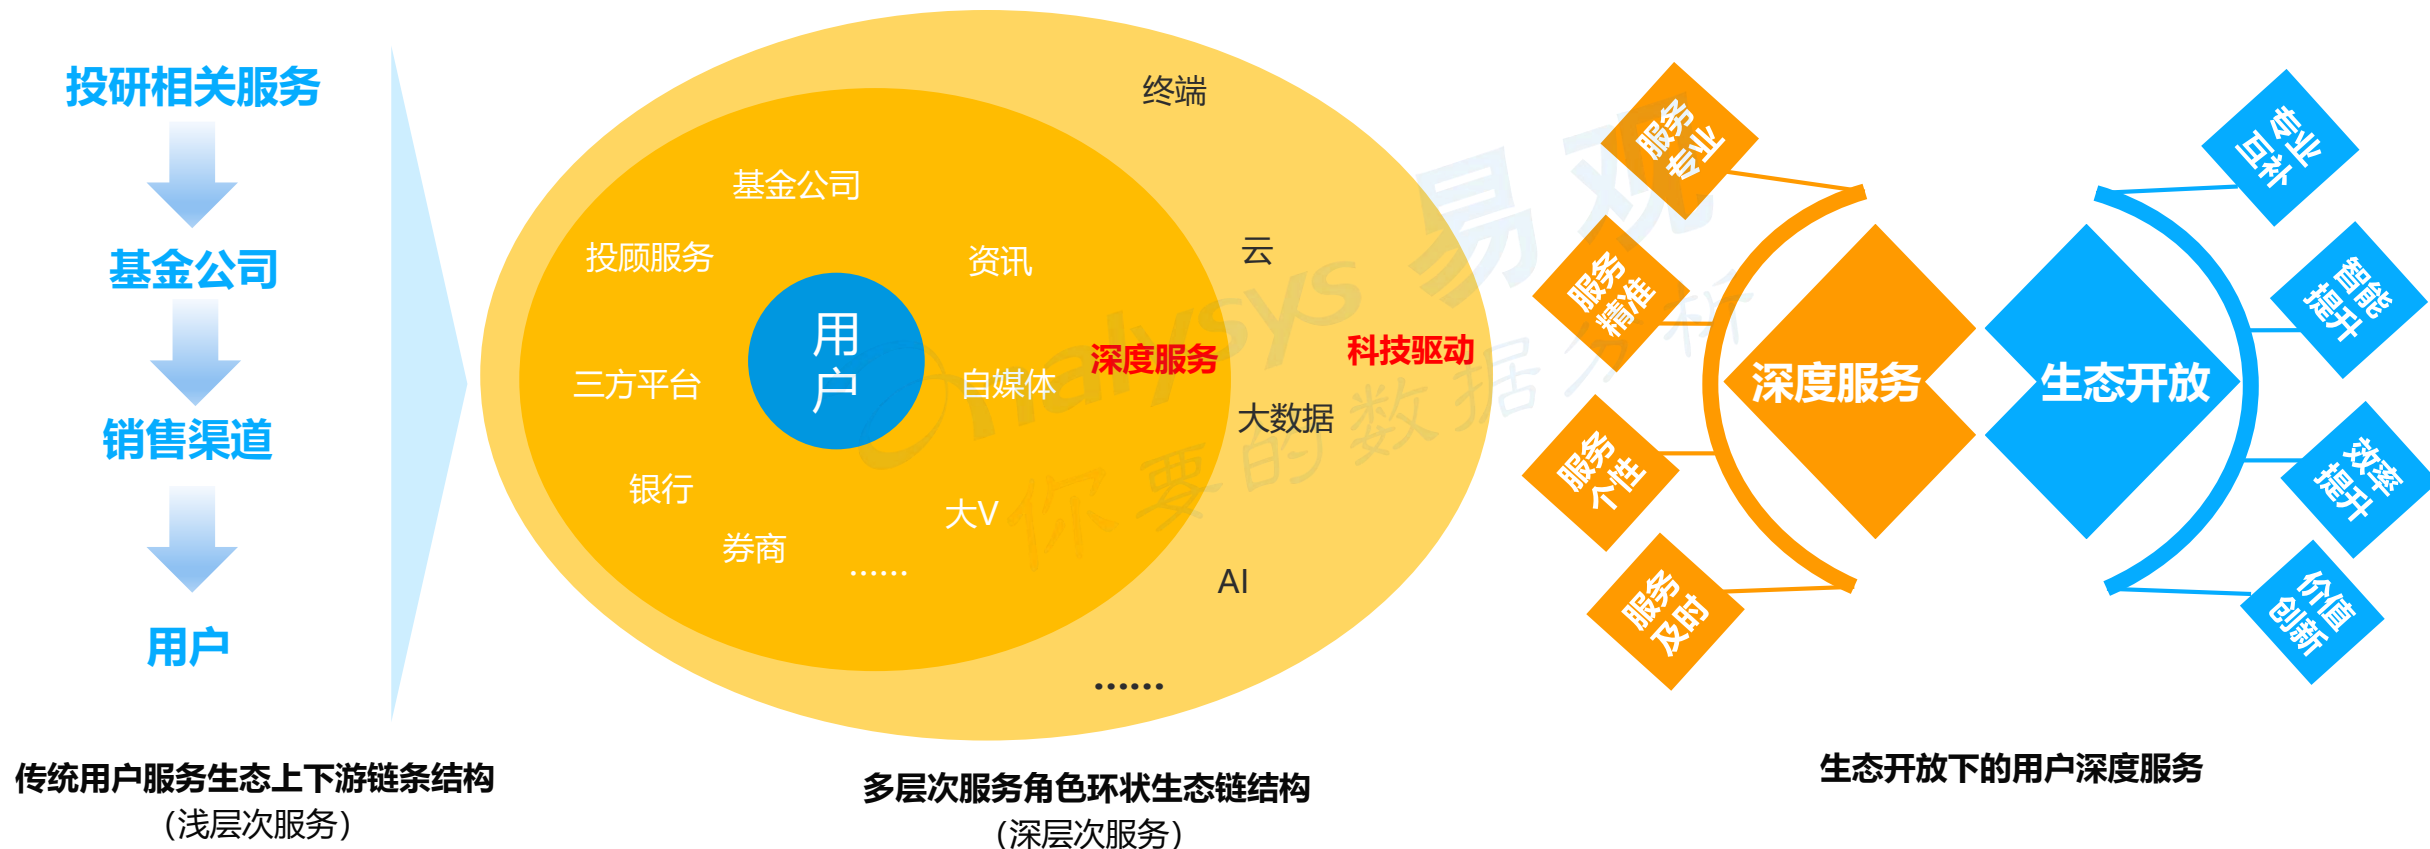 投研相关服务
基金公司
销售渠道
用户
传统用户服务生态上下游链条结构
（浅层次服务）
终端
基金公司
投顾服务
资讯
云
用
户
深度服务
科技驱动
三方平台
自媒体
大数据
银行
大V
券商
……
AI
……
多层次服务角色环状生态链结构
（深层次服务）
nalysys 易观
你要的数据分析
服务
专业
服务
精准
服务
个性
服务
及时
深度服务
生态开放
专业
互补
智能
提升
效率
提升
价值
创新
生态开放下的用户深度服务